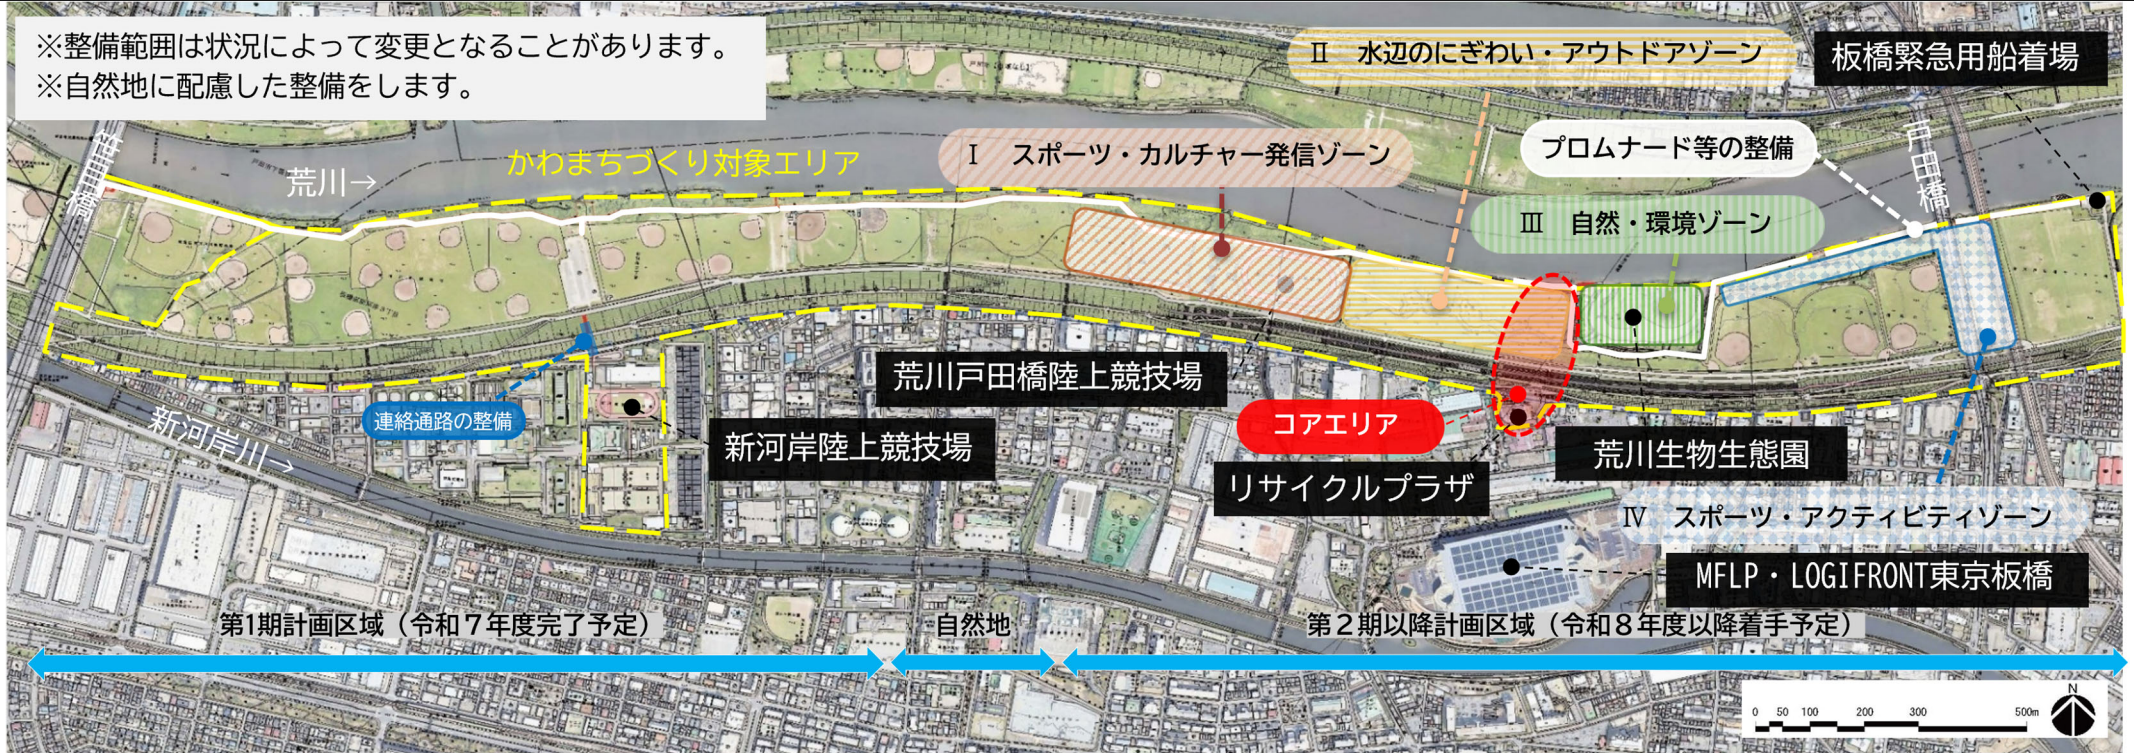 ※整備範囲は状況によって変更となることがあります。
※自然地に配慮した整備をします。
Ⅱ 水辺のにぎわい・アウトドアゾーン
板橋緊急用船着場
笹目橋
荒川→
かわまちづくり対象エリア
Ⅰ スポーツ・カルチャー発信ゾーン
プロムナード等の整備
戸田橋
Ⅲ 自然・環境ゾーン
荒川戸田橋陸上競技場
連絡通路の整備
新河岸川→
新河岸陸上競技場
コアエリア
リサイクルプラザ
荒川生物生態園
Ⅳ スポーツ・アクティビティゾーン
MFLP・LOGIFRONT東京板橋
第1期計画区域（令和７年度完了予定）
自然地
第２期以降計画区域（令和８年度以降着手予定）
0 50 100 200 300 500m
N